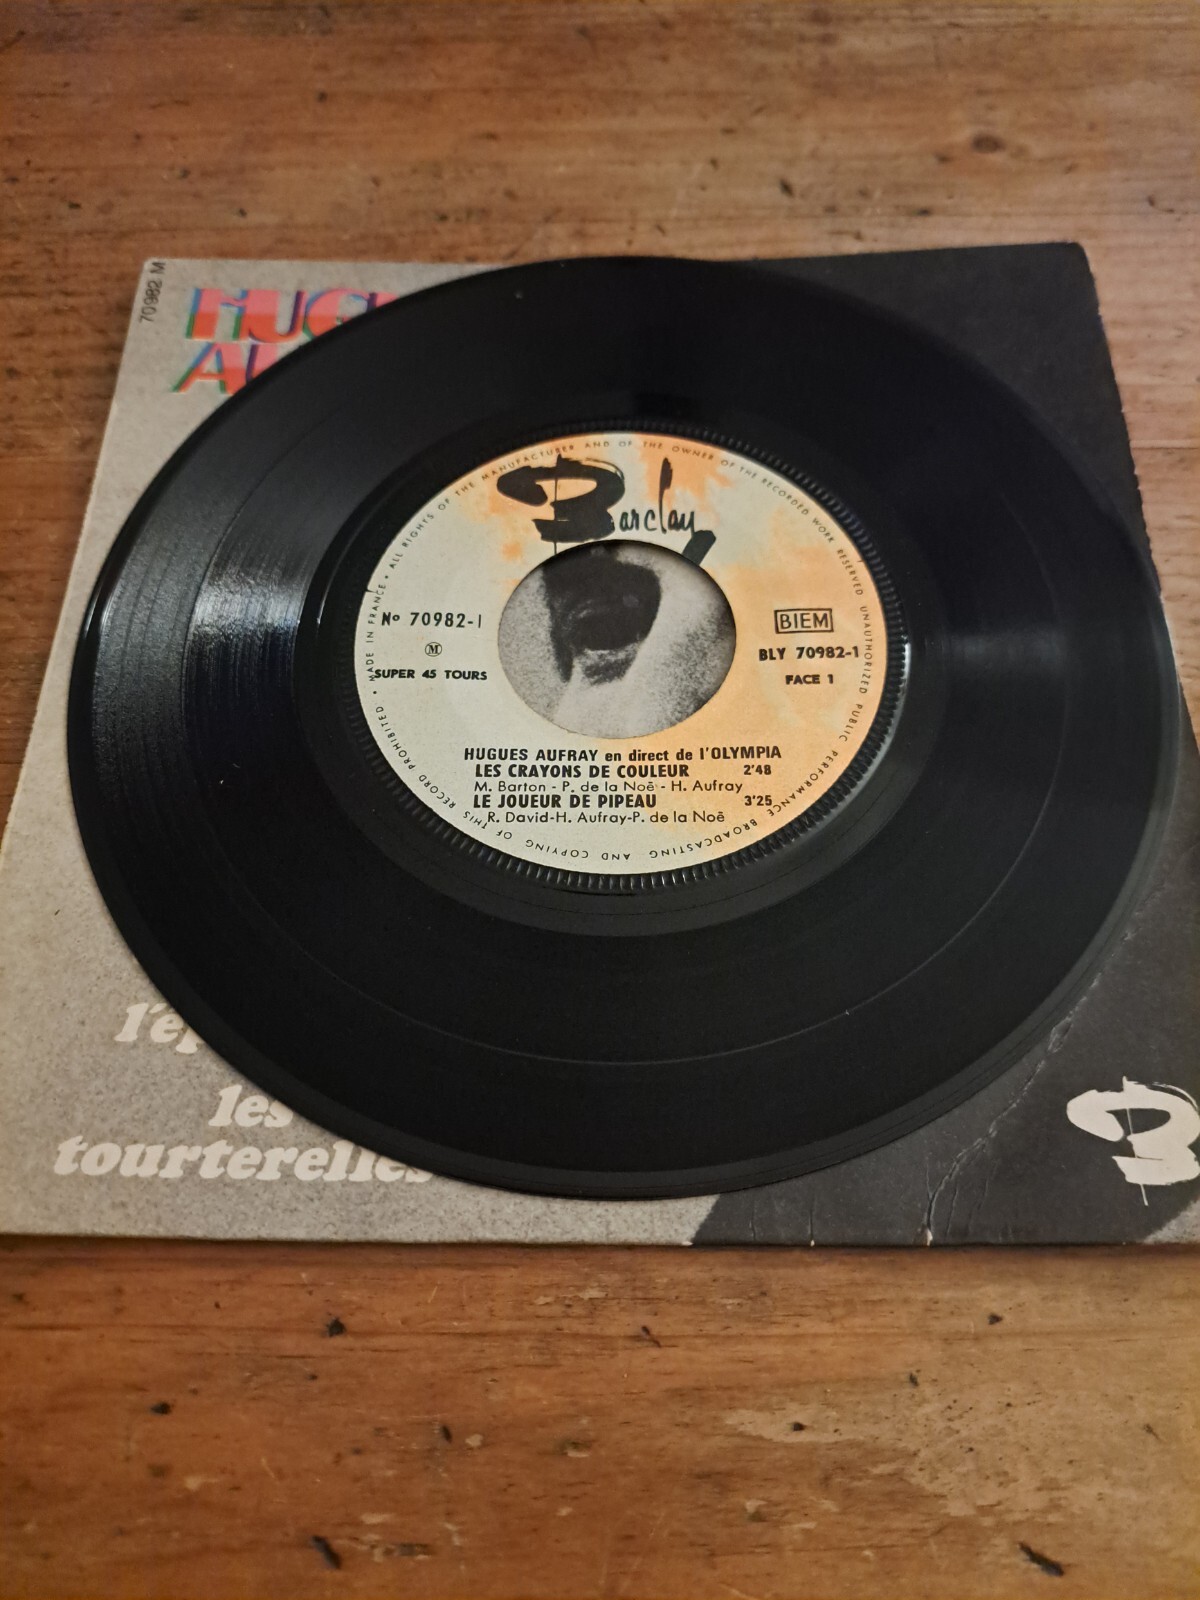 70982 M
ALL RIGHTS OF THE MANUFACTURER AND OF THE OWNER OF THE RECORDED WORK RESERVED UNAUTHORIZED PUBLIC PERFORMANCE BROADCASTING AND COPYING OF THIS RECORD PROHIBITED • MADE IN FRANCE •
Barclay
Nº 70982-1
M
SUPER 45 TOURS
BIEM
BLY 70982-1
FACE 1
HUGUES AUFRAY en direct de l'OLYMPIA
LES CRAYONS DE COULEUR 2'48
M. Barton - P. de la Noë - H. Aufray
LE JOUEUR DE PIPEAU 3'25
R. David-H. Aufray-P. de la Noë
les
tourterelles
B